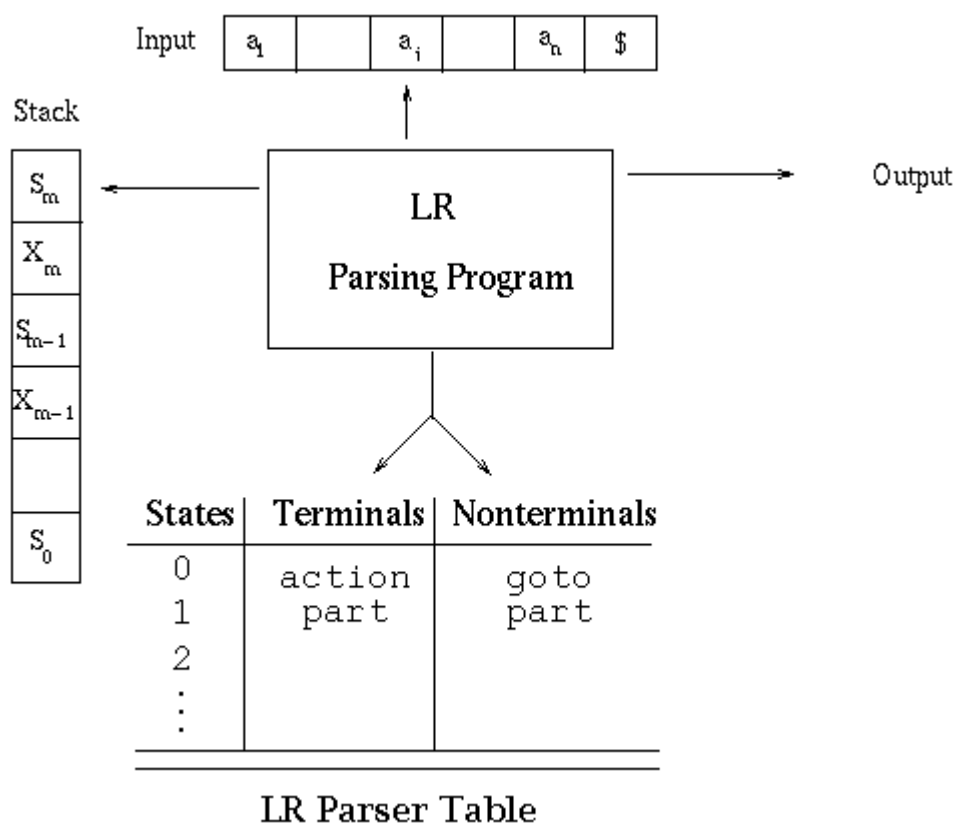 Input a₁ aᵢ aₙ $
Stack
Sₘ
Xₘ
Sₘ₋₁
Xₘ₋₁
S₀
LR
Parsing Program
Output
States Terminals Nonterminals
0 action goto
1 part part
2
⋮
LR Parser Table